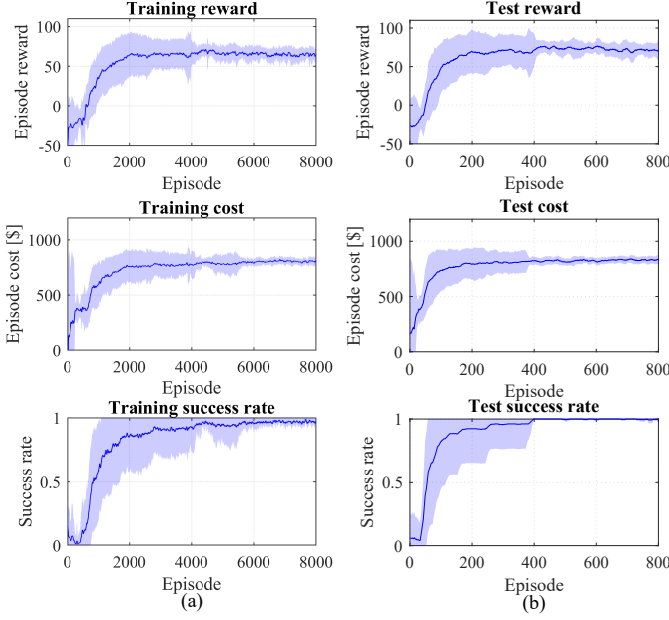 Training reward
Episode reward
100
50
0
-50
0 2000 4000 6000 8000
Episode
Training cost
Episode cost [$]
1000
500
0
0 2000 4000 6000 8000
Episode
Training success rate
Success rate
1
0.5
0
0 2000 4000 6000 8000
Episode
(a)
Test reward
Episode reward
100
50
0
-50
0 200 400 600 800
Episode
Test cost
Episode cost [$]
1000
500
0
0 200 400 600 800
Episode
Test success rate
Success rate
1
0.5
0
0 200 400 600 800
Episode
(b)